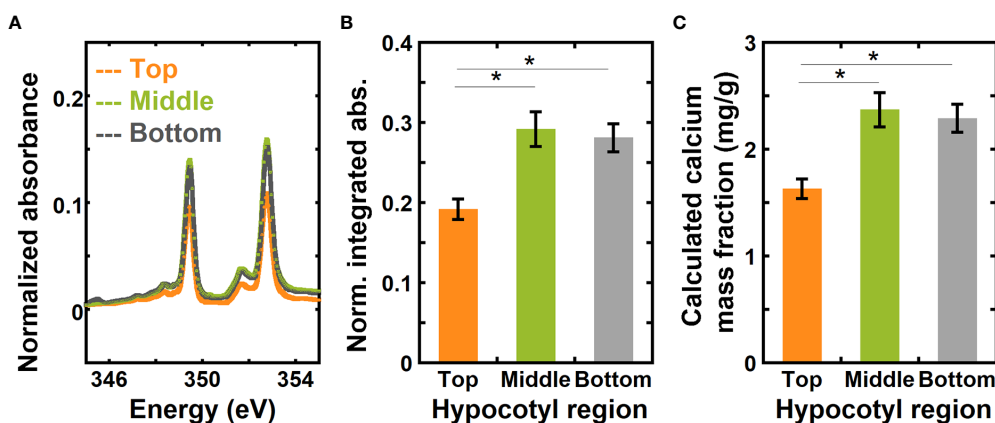 A
Normalized absorbance
0.2
0.1
0
Top
Middle
Bottom
346
350
354
Energy (eV)
B
Norm. integrated abs.
0.4
0.3
0.2
0.1
0
*
*
Top
Middle
Bottom
Hypocotyl region
C
Calculated calcium
mass fraction (mg/g)
3
2
1
0
*
*
Top
Middle
Bottom
Hypocotyl region